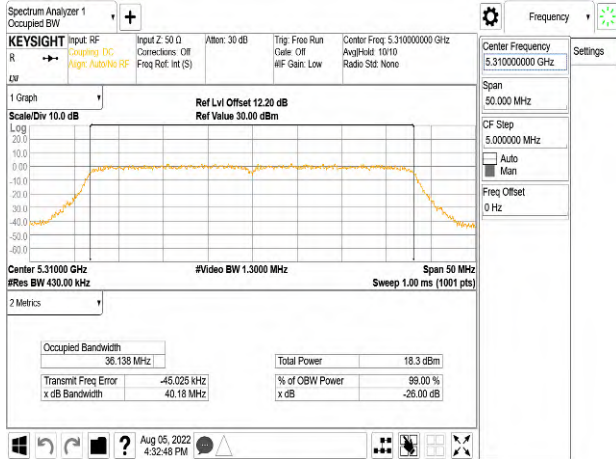 Spectrum Analyzer 1
Occupied BW
+
Frequency
KEYSIGHT
R
Input: RF
Coupling: DC
Align: Auto/No RF
Input Z: 50 Ω
Corrections: Off
Freq Ref: Int (S)
Atten: 30 dB
Trig: Free Run
Gate: Off
#IF Gain: Low
Center Freq: 5.310000000 GHz
Avg|Hold: 10/10
Radio Std: None
Center Frequency
5.310000000 GHz
Settings
Span
50.000 MHz
CF Step
5.000000 MHz
Auto
Man
Freq Offset
0 Hz
1 Graph
Scale/Div 10.0 dB
Ref Lvl Offset 12.20 dB
Ref Value 30.00 dBm
Log
20.0
10.0
0.00
-10.0
-20.0
-30.0
-40.0
-50.0
-60.0
Center 5.31000 GHz
#Video BW 1.3000 MHz
Span 50 MHz
#Res BW 430.00 kHz
Sweep 1.00 ms (1001 pts)
2 Metrics
Occupied Bandwidth
36.138 MHz
Total Power 18.3 dBm
Transmit Freq Error -45.025 kHz
% of OBW Power 99.00 %
x dB Bandwidth 40.18 MHz
x dB -26.00 dB
?
Aug 05, 2022
4:32:48 PM